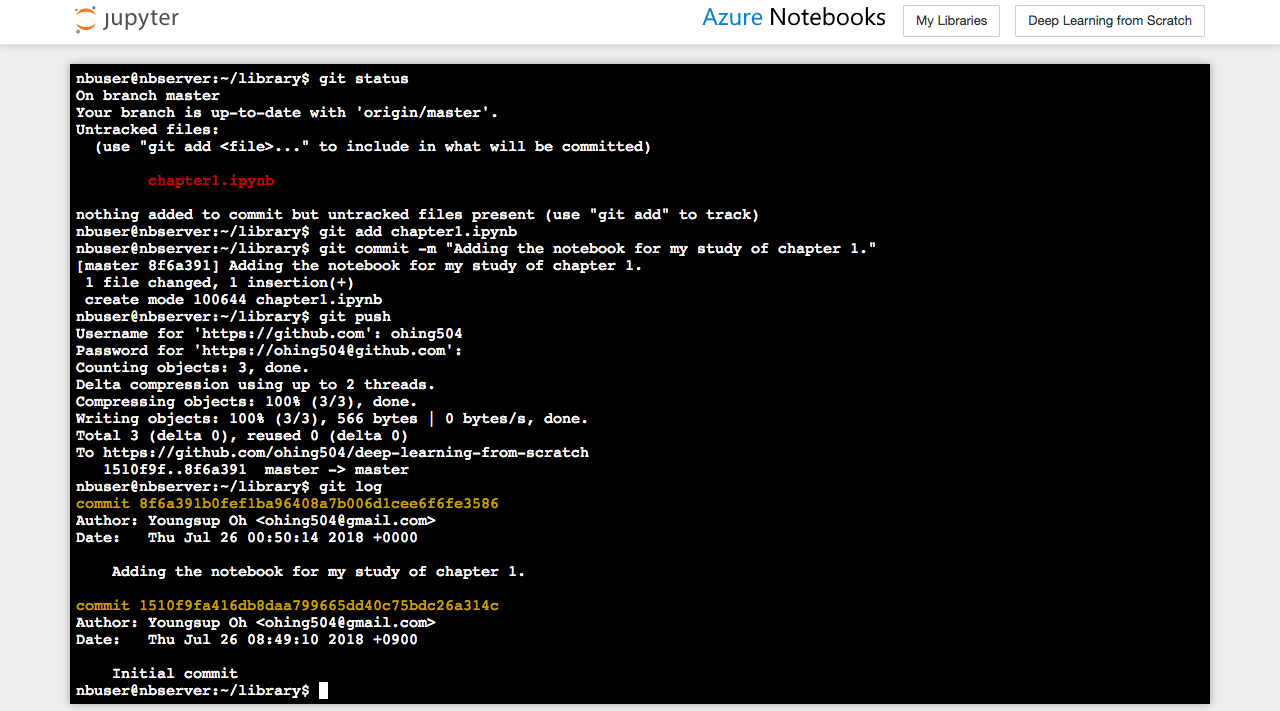 jupyter
Azure Notebooks
My Libraries
Deep Learning from Scratch
nbuser@nbserver:~/library$ git status
On branch master
Your branch is up-to-date with 'origin/master'.
Untracked files:
  (use "git add <file>..." to include in what will be committed)
        chapter1.ipynb
nothing added to commit but untracked files present (use "git add" to track)
nbuser@nbserver:~/library$ git add chapter1.ipynb
nbuser@nbserver:~/library$ git commit -m "Adding the notebook for my study of chapter 1."
[master 8f6a391] Adding the notebook for my study of chapter 1.
 1 file changed, 1 insertion(+)
 create mode 100644 chapter1.ipynb
nbuser@nbserver:~/library$ git push
Username for 'https://github.com': ohing504
Password for 'https://ohing504@github.com':
Counting objects: 3, done.
Delta compression using up to 2 threads.
Compressing objects: 100% (3/3), done.
Writing objects: 100% (3/3), 566 bytes | 0 bytes/s, done.
Total 3 (delta 0), reused 0 (delta 0)
To https://github.com/ohing504/deep-learning-from-scratch
   1510f9f..8f6a391  master -> master
nbuser@nbserver:~/library$ git log
commit 8f6a391b0fef1ba96408a7b006d1cee6f6fe3586
Author: Youngsup Oh <ohing504@gmail.com>
Date:   Thu Jul 26 00:50:14 2018 +0000
    Adding the notebook for my study of chapter 1.
commit 1510f9fa416db8daa799665dd40c75bdc26a314c
Author: Youngsup Oh <ohing504@gmail.com>
Date:   Thu Jul 26 08:49:10 2018 +0900
    Initial commit
nbuser@nbserver:~/library$